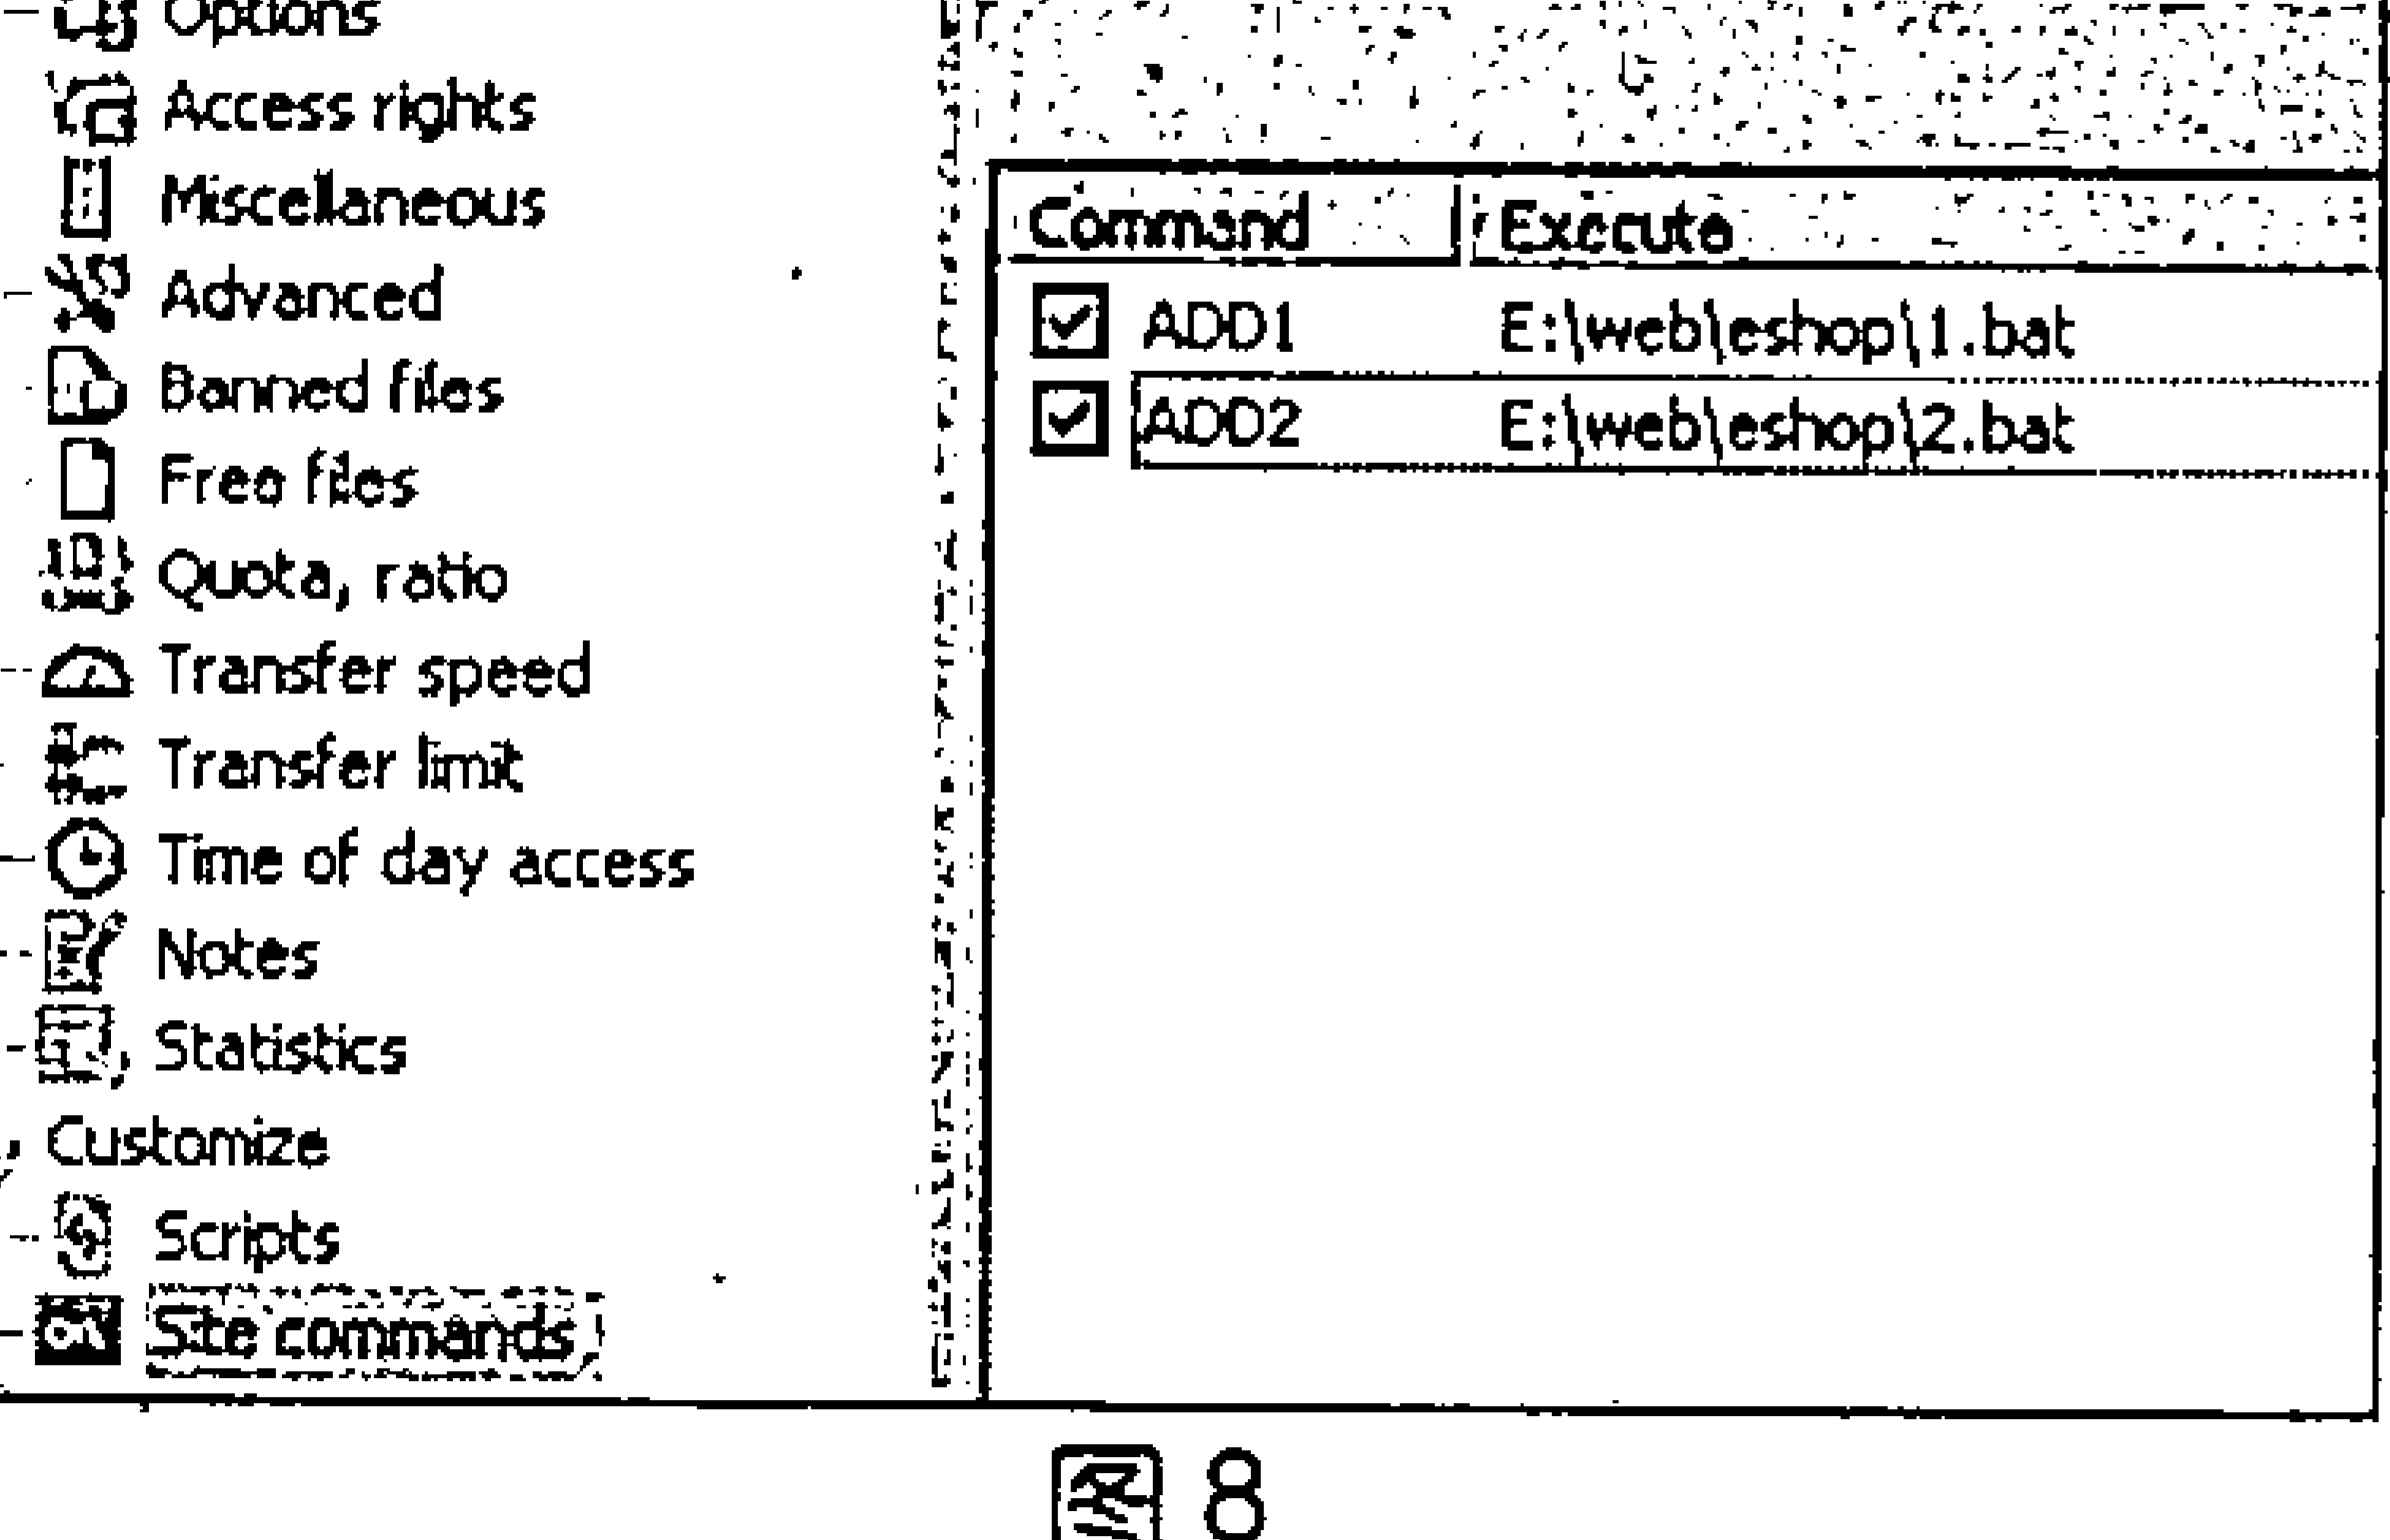 Options
Access rights
Miscellaneous
Advanced
Banned files
Free files
Quota, ratio
Transfer speed
Transfer limit
Time of day access
Notes
Statistics
Customize
Scripts
Site commands
Command Execute
ADD1 E:\web\eshop\1.bat
ADD2 E:\web\eshop\2.bat
图 8